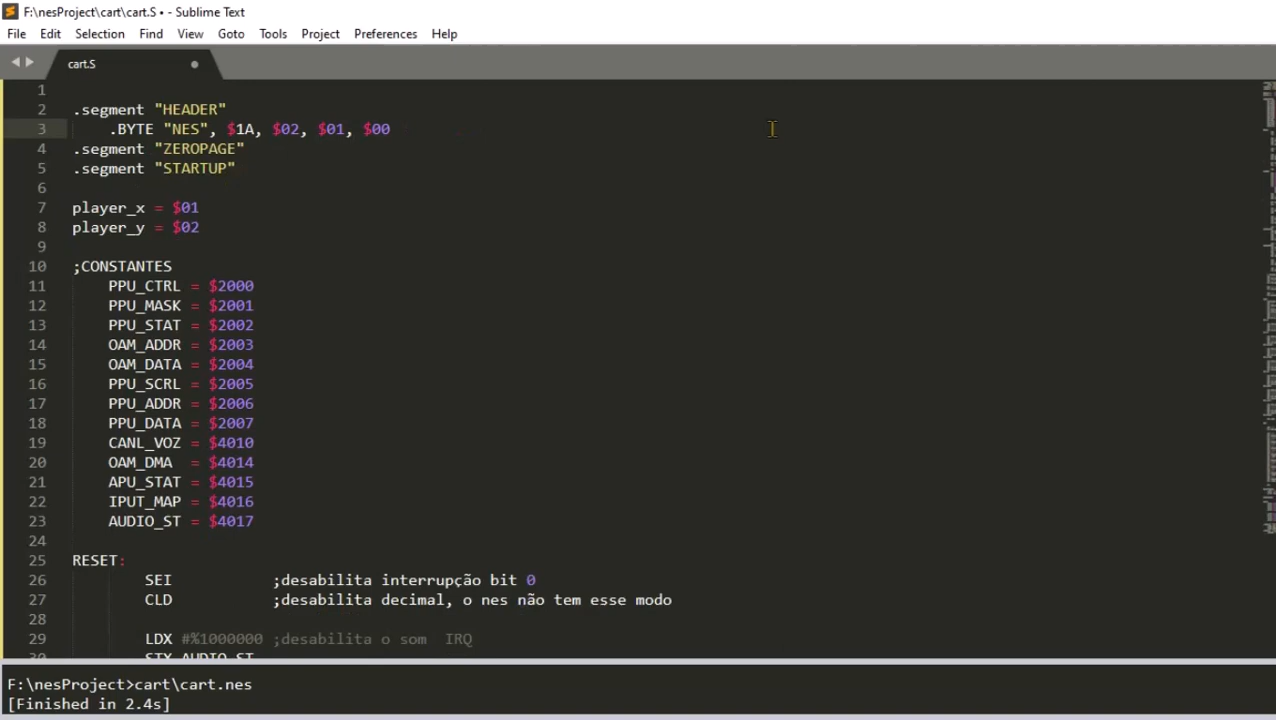 F:\nesProject\cart\cart.S • - Sublime Text
File Edit Selection Find View Goto Tools Project Preferences Help
cart.S
1
2 .segment "HEADER"
3 .BYTE "NES", $1A, $02, $01, $00
4 .segment "ZEROPAGE"
5 .segment "STARTUP"
6
7 player_x = $01
8 player_y = $02
9
10 ;CONSTANTES
11 PPU_CTRL = $2000
12 PPU_MASK = $2001
13 PPU_STAT = $2002
14 OAM_ADDR = $2003
15 OAM_DATA = $2004
16 PPU_SCRL = $2005
17 PPU_ADDR = $2006
18 PPU_DATA = $2007
19 CANL_VOZ = $4010
20 OAM_DMA = $4014
21 APU_STAT = $4015
22 IPUT_MAP = $4016
23 AUDIO_ST = $4017
24
25 RESET:
26 SEI ;desabilita interrupção bit 0
27 CLD ;desabilita decimal, o nes não tem esse modo
28
29 LDX #%1000000 ;desabilita o som IRQ
30 STX AUDIO_ST
F:\nesProject>cart\cart.nes
[Finished in 2.4s]